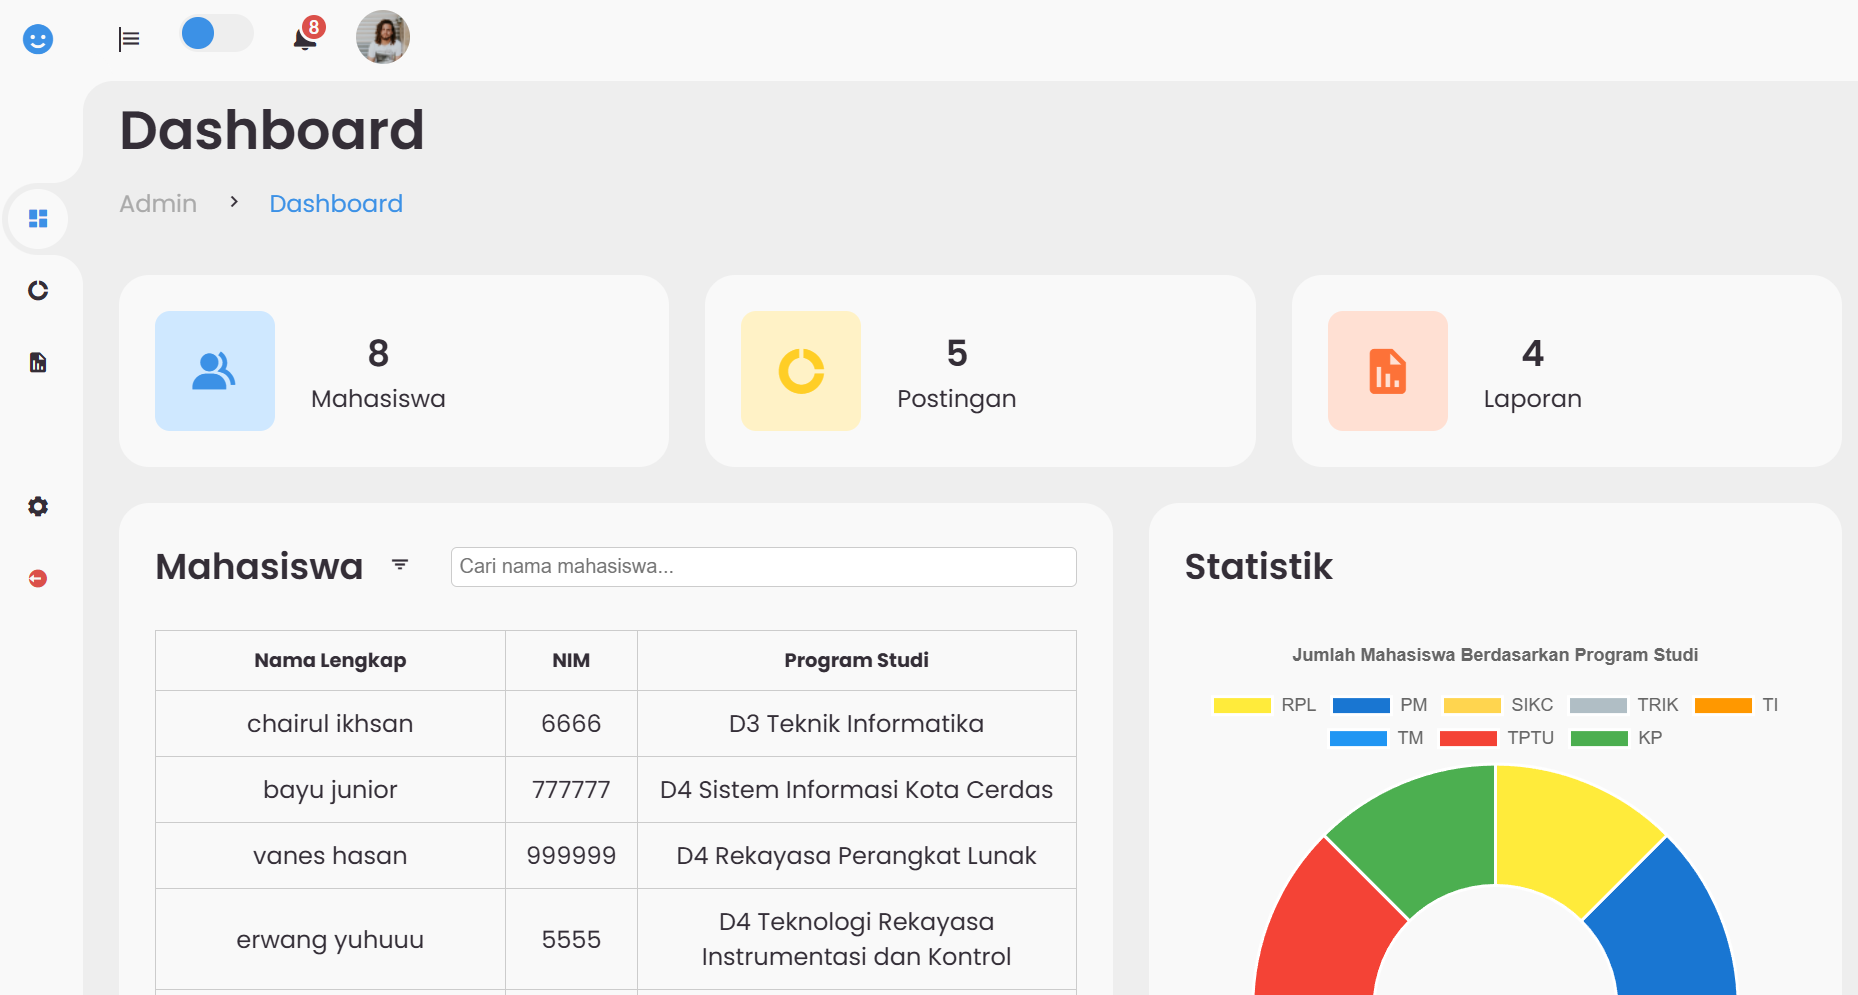 8
Dashboard
Admin > Dashboard
8
Mahasiswa
5
Postingan
4
Laporan
Mahasiswa
Cari nama mahasiswa...
Nama Lengkap NIM Program Studi
chairul ikhsan 6666 D3 Teknik Informatika
bayu junior 777777 D4 Sistem Informasi Kota Cerdas
vanes hasan 999999 D4 Rekayasa Perangkat Lunak
erwang yuhuuu 5555 D4 Teknologi Rekayasa
Instrumentasi dan Kontrol
Statistik
Jumlah Mahasiswa Berdasarkan Program Studi
RPL PM SIKC TRIK TI
TM TPTU KP